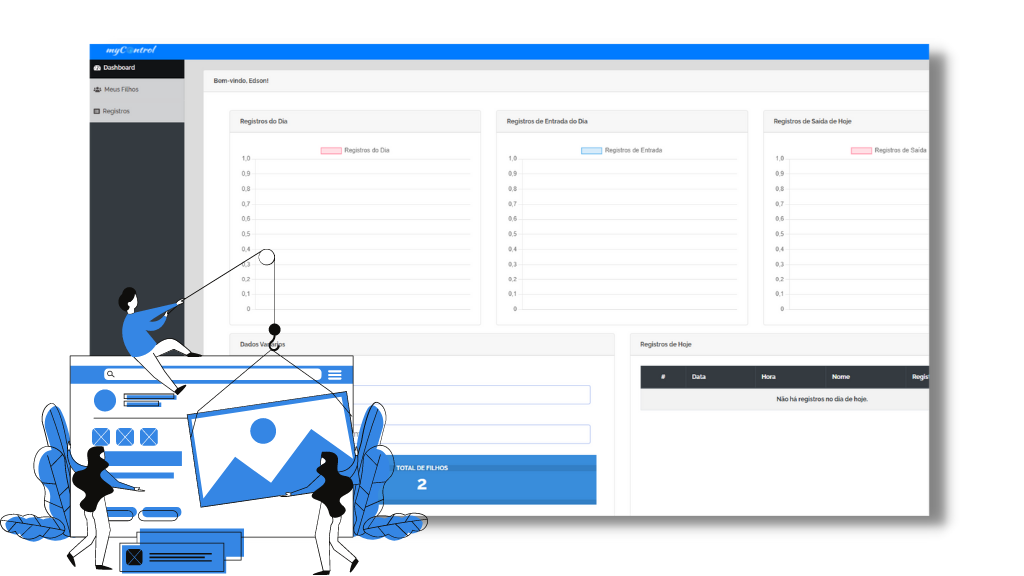 myControl
Dashboard
Meus Filhos
Registros
Bem-vindo, Edson!
Registros do Dia
Registros do Dia
1,0
0,9
0,8
0,7
0,6
0,5
0,4
0,3
0,2
0,1
0
Registros de Entrada do Dia
Registros de Entrada
1,0
0,9
0,8
0,7
0,6
0,5
0,4
0,3
0,2
0,1
0
Registros de Saída de Hoje
Registros de Saída
1,0
0,9
0,8
0,7
0,6
0,5
0,4
0,3
0,2
0,1
0
Dados Variários
TOTAL DE FILHOS
2
Registros de Hoje
# Data Hora Nome Regis
Não há registros no dia de hoje.